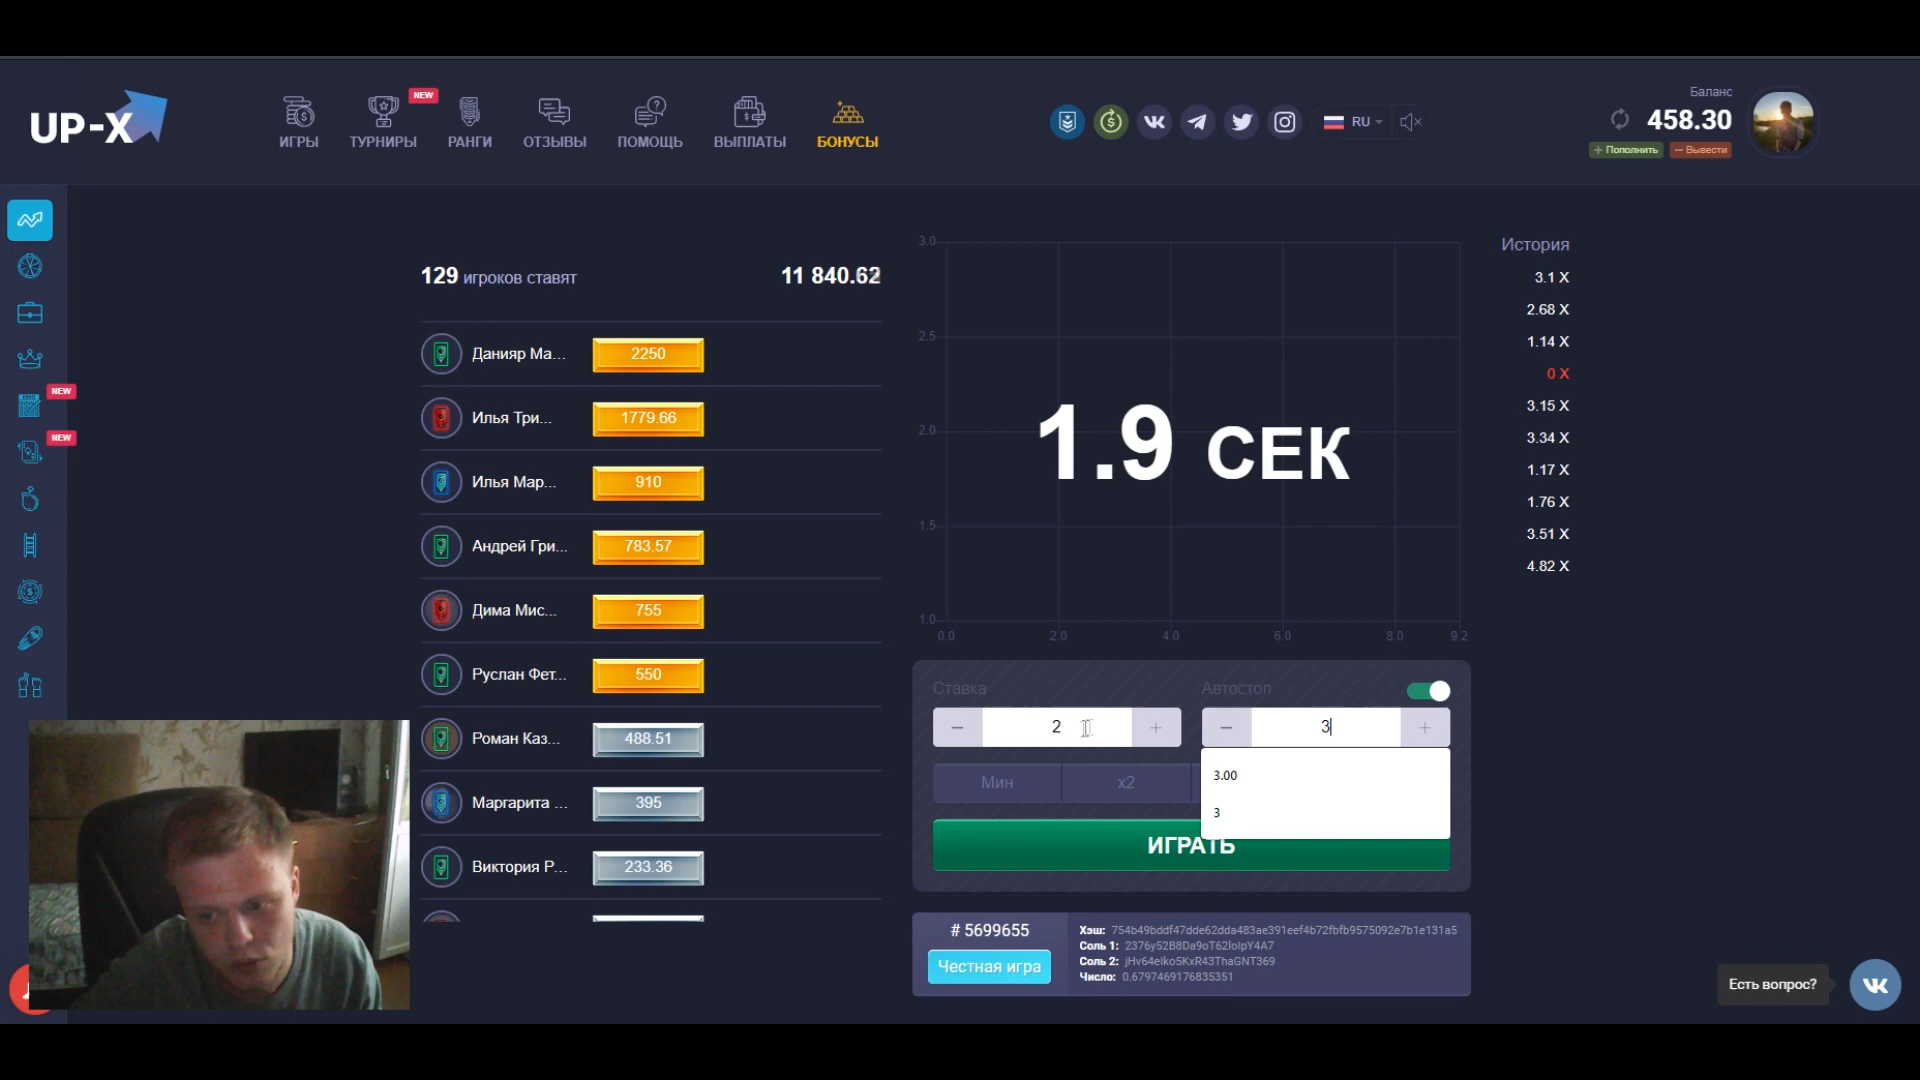 UP-X
ИГРЫ
ТУРНИРЫ
NEW
РАНГИ
ОТЗЫВЫ
ПОМОЩЬ
ВЫПЛАТЫ
БОНУСЫ
RU
Баланс
458.30
+ Пополнить
− Вывести
NEW
NEW
129 игроков ставят
11 840.62
Данияр Ма... 2250
Илья Три... 1779.66
Илья Мар... 910
Андрей Гри... 783.57
Дима Мис... 755
Руслан Фет... 550
Роман Каз... 488.51
Маргарита ... 395
Виктория Р... 233.36
3.0
2.5
2.0
1.5
1.0
0.0 2.0 4.0 6.0 8.0 9.2
1.9 СЕК
История
3.1 X
2.68 X
1.14 X
0 X
3.15 X
3.34 X
1.17 X
1.76 X
3.51 X
4.82 X
Ставка
Автостоп
− 2 +
− 3 +
3.00
3
Мин
x2
ИГРАТЬ
# 5699655
Честная игра
Хэш: 754b49bddf47dde62dda483ae391eef4b72fbfb9575092e7b1e131a5
Соль 1: 2376y52B8Da9oT62loIpY4A7
Соль 2: jHv64eIko5KxR43ThaGNT369
Число: 0.6797469176835351
Есть вопрос?